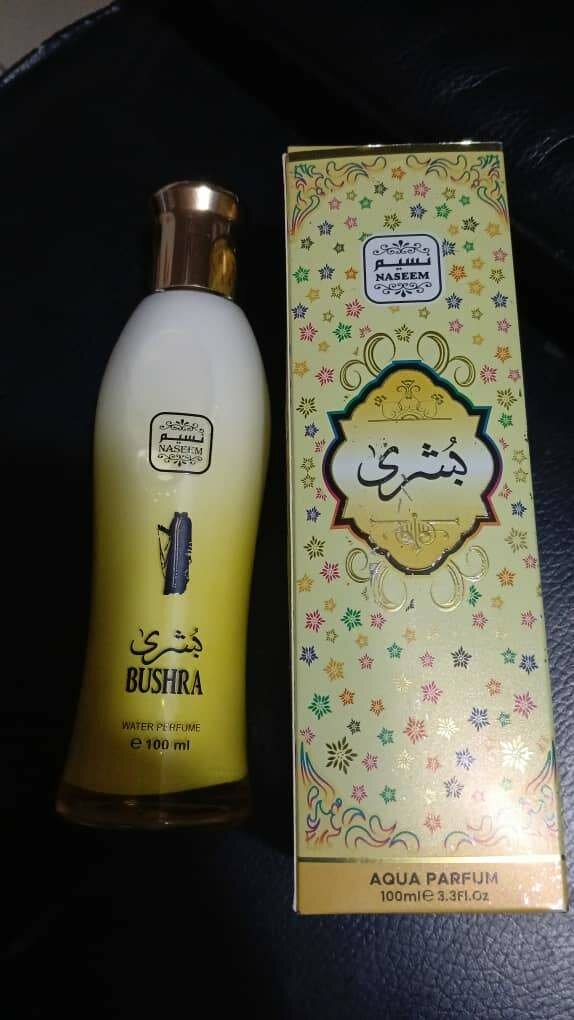 نسيم
NASEEM
بُشرى
BUSHRA
WATER PERFUME
℮ 100 ml
نسيم
NASEEM
بُشرى
AQUA PARFUM
100ml℮ 3.3Fl.Oz